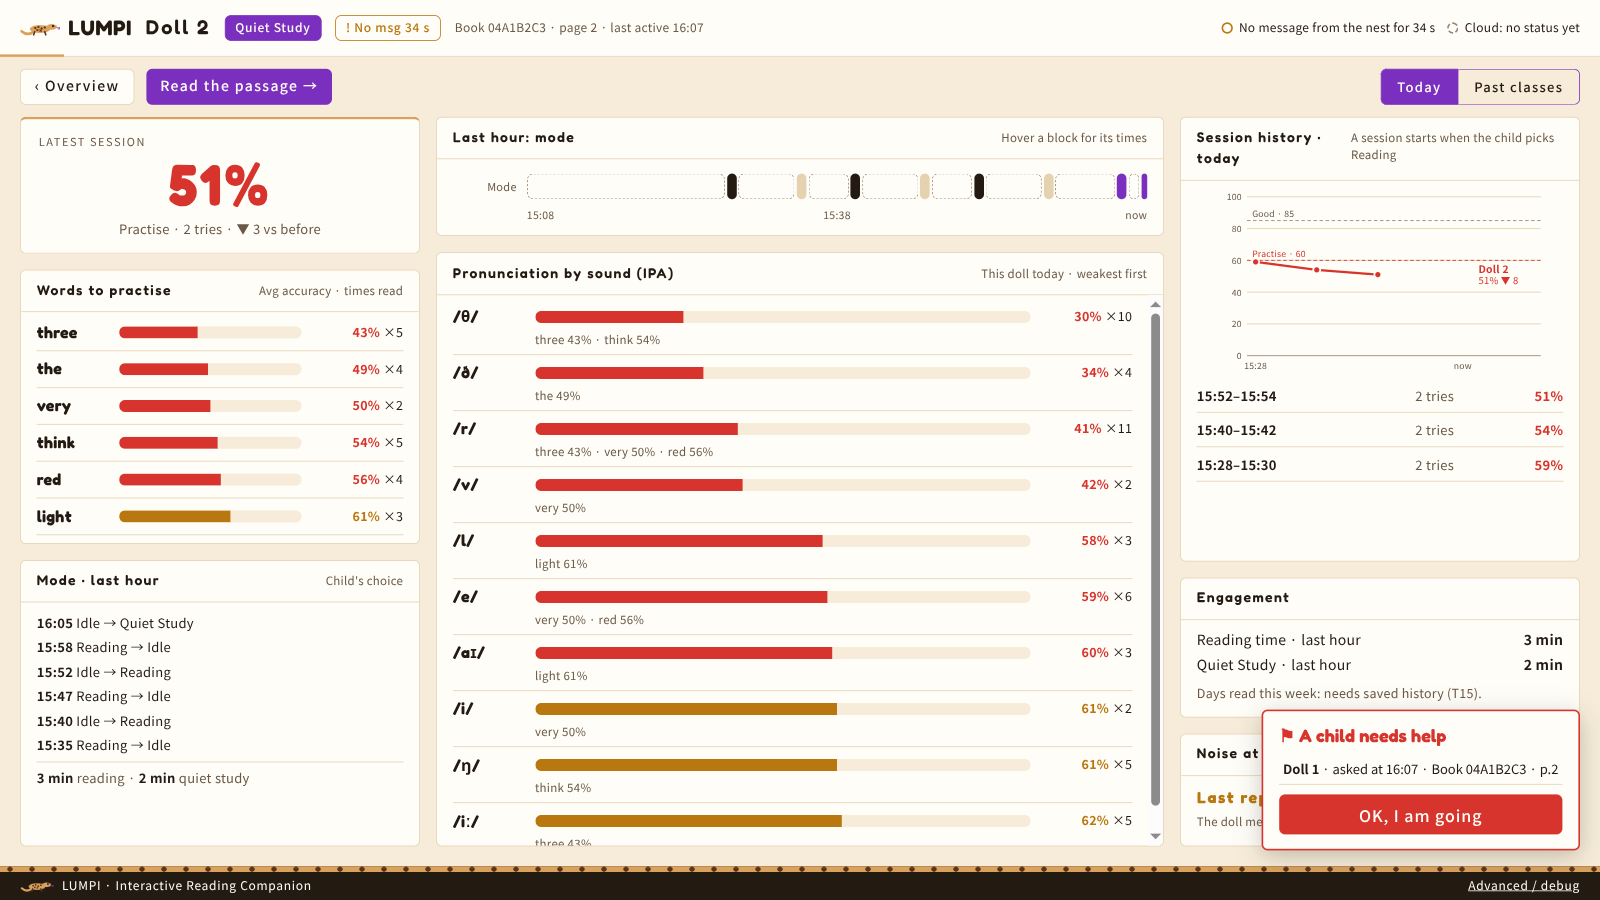 LUMPI Doll 2 Quiet Study ! No msg 34 s Book 04A1B2C3 · page 2 · last active 16:07
No message from the nest for 34 s Cloud: no status yet
‹ Overview Read the passage → Today Past classes
LATEST SESSION
51%
Practise · 2 tries · ▼ 3 vs before
Words to practise Avg accuracy · times read
three 43% ×5
the 49% ×4
very 50% ×2
think 54% ×5
red 56% ×4
light 61% ×3
Mode · last hour Child's choice
16:05 Idle → Quiet Study
15:58 Reading → Idle
15:52 Idle → Reading
15:47 Reading → Idle
15:40 Idle → Reading
15:35 Reading → Idle
3 min reading · 2 min quiet study
Last hour: mode Hover a block for its times
Mode
15:08 15:38 now
Pronunciation by sound (IPA) This doll today · weakest first
/θ/ 30% ×10
three 43% · think 54%
/ð/ 34% ×4
the 49%
/r/ 41% ×11
three 43% · very 50% · red 56%
/v/ 42% ×2
very 50%
/l/ 58% ×3
light 61%
/e/ 59% ×6
very 50% · red 56%
/aɪ/ 60% ×3
light 61%
/i/ 61% ×2
very 50%
/ŋ/ 61% ×5
think 54%
/iː/ 62% ×5
three 43%
Session history · today
A session starts when the child picks Reading
100
Good · 85
80
Practise · 60
60
Doll 2
51% ▼ 8
40
20
0
15:28 now
15:52–15:54 2 tries 51%
15:40–15:42 2 tries 54%
15:28–15:30 2 tries 59%
Engagement
Reading time · last hour 3 min
Quiet Study · last hour 2 min
Days read this week: needs saved history (T15).
Noise at
Last rep
The doll me
⚑ A child needs help
Doll 1 · asked at 16:07 · Book 04A1B2C3 · p.2
OK, I am going
LUMPI · Interactive Reading Companion Advanced / debug